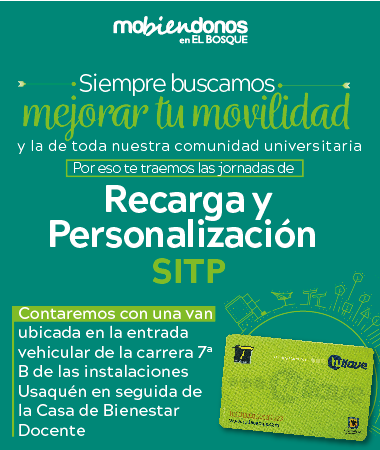 mobiendonos
en EL BOSQUE
Siempre buscamos
mejorar tu movilidad
y la de toda nuestra comunidad universitaria
Por eso te traemos las jornadas de
Recarga y
Personalización
SITP
Contaremos con una van
ubicada en la entrada
vehicular de la carrera 7ª
B de las instalaciones
Usaquén en seguida de
la Casa de Bienestar
Docente